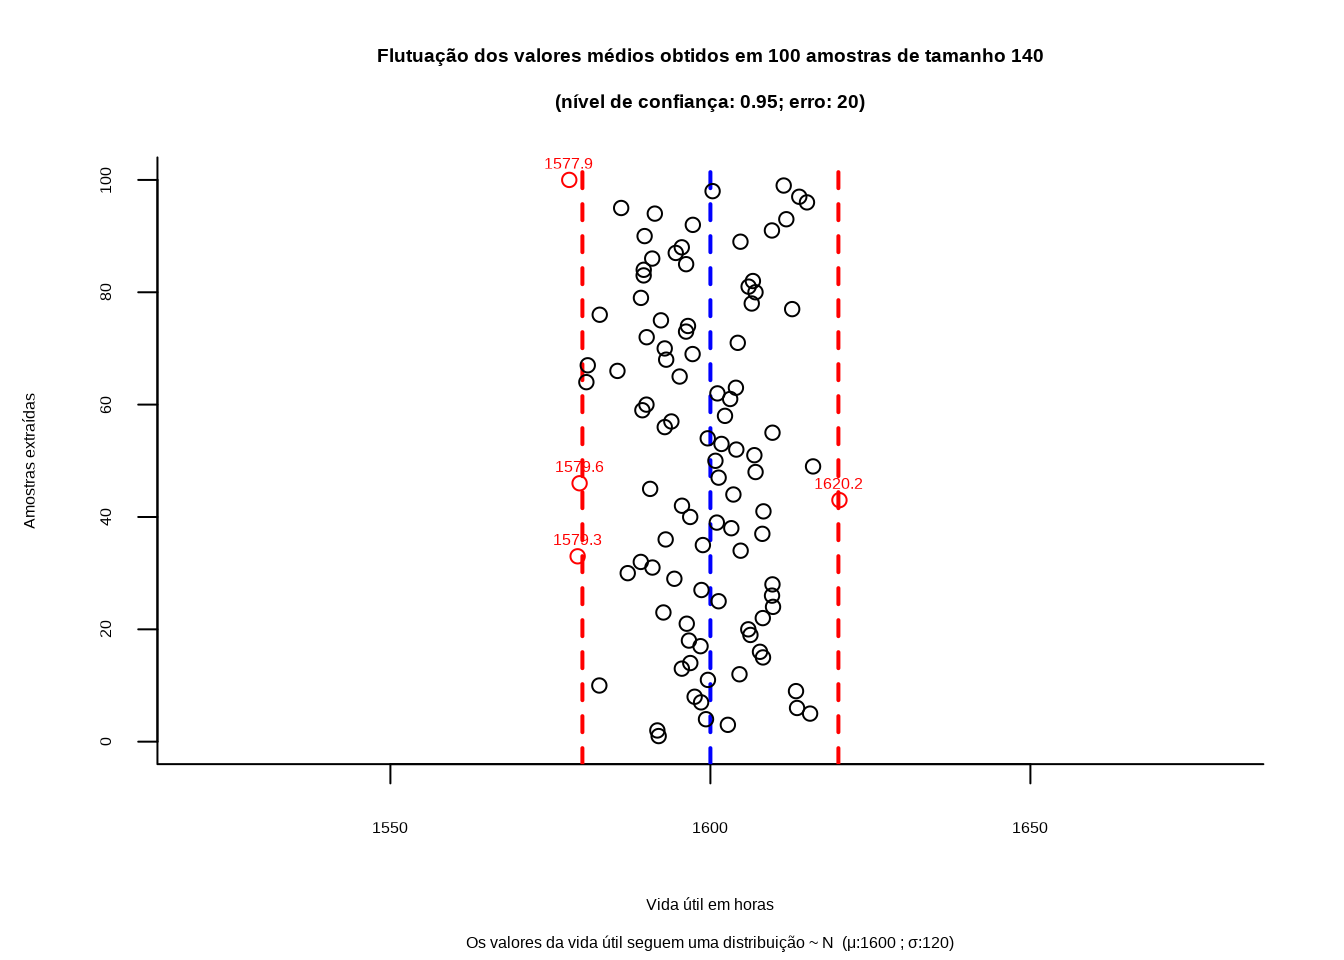 Flutuação dos valores médios obtidos em 100 amostras de tamanho 140
(nível de confiança: 0.95; erro: 20)
1577.9
1579.6
1620.2
1579.3
100
80
60
40
20
0
Amostras extraídas
1550 1600 1650
Vida útil em horas
Os valores da vida útil seguem uma distribuição ~ N (μ:1600 ; σ:120)